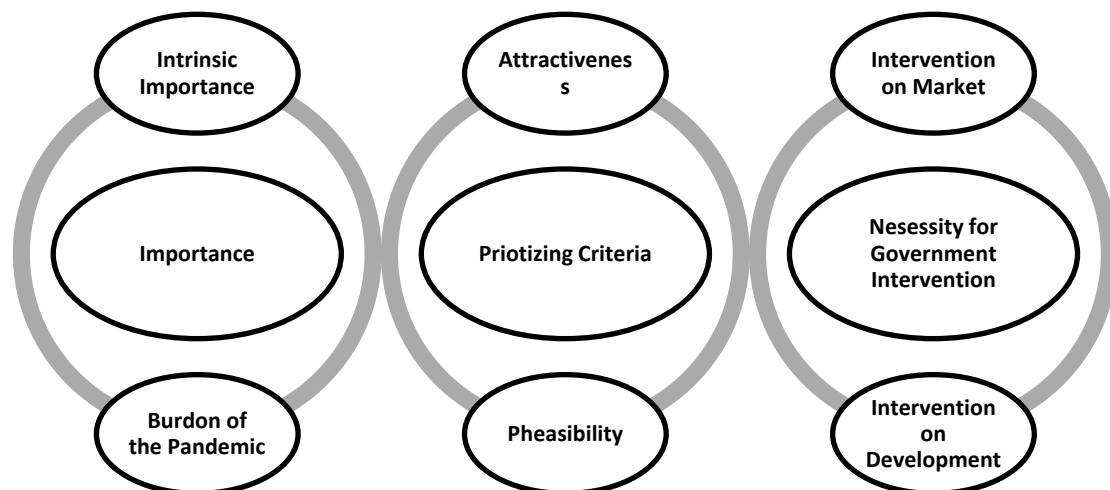 Intrinsic
Importance
Attractivenes
s
Intervention
on Market
Importance
Priotizing Criteria
Nesessity for
Government
Intervention
Burdon of
the Pandemic
Pheasibility
Intervention
on
Development